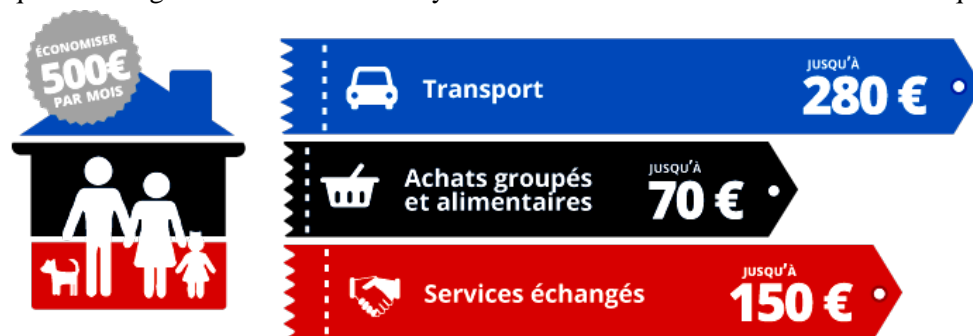 ÉCONOMISER
500€
PAR MOIS
Transport
JUSQU'À
280 €
Achats groupés
et alimentaires
JUSQU'À
70 €
Services échangés
JUSQU'À
150 €